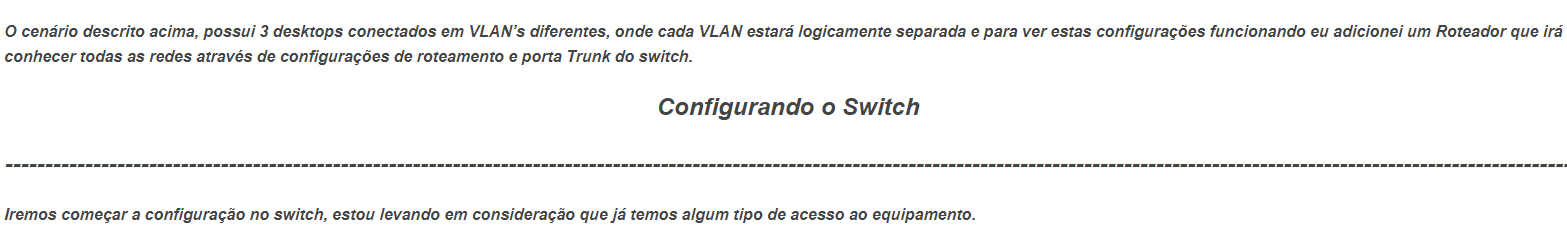 O cenário descrito acima, possui 3 desktops conectados em VLAN's diferentes, onde cada VLAN estará logicamente separada e para ver estas configurações funcionando eu adicionei um Roteador que irá
conhecer todas as redes através de configurações de roteamento e porta Trunk do switch.
Configurando o Switch
Iremos começar a configuração no switch, estou levando em consideração que já temos algum tipo de acesso ao equipamento.